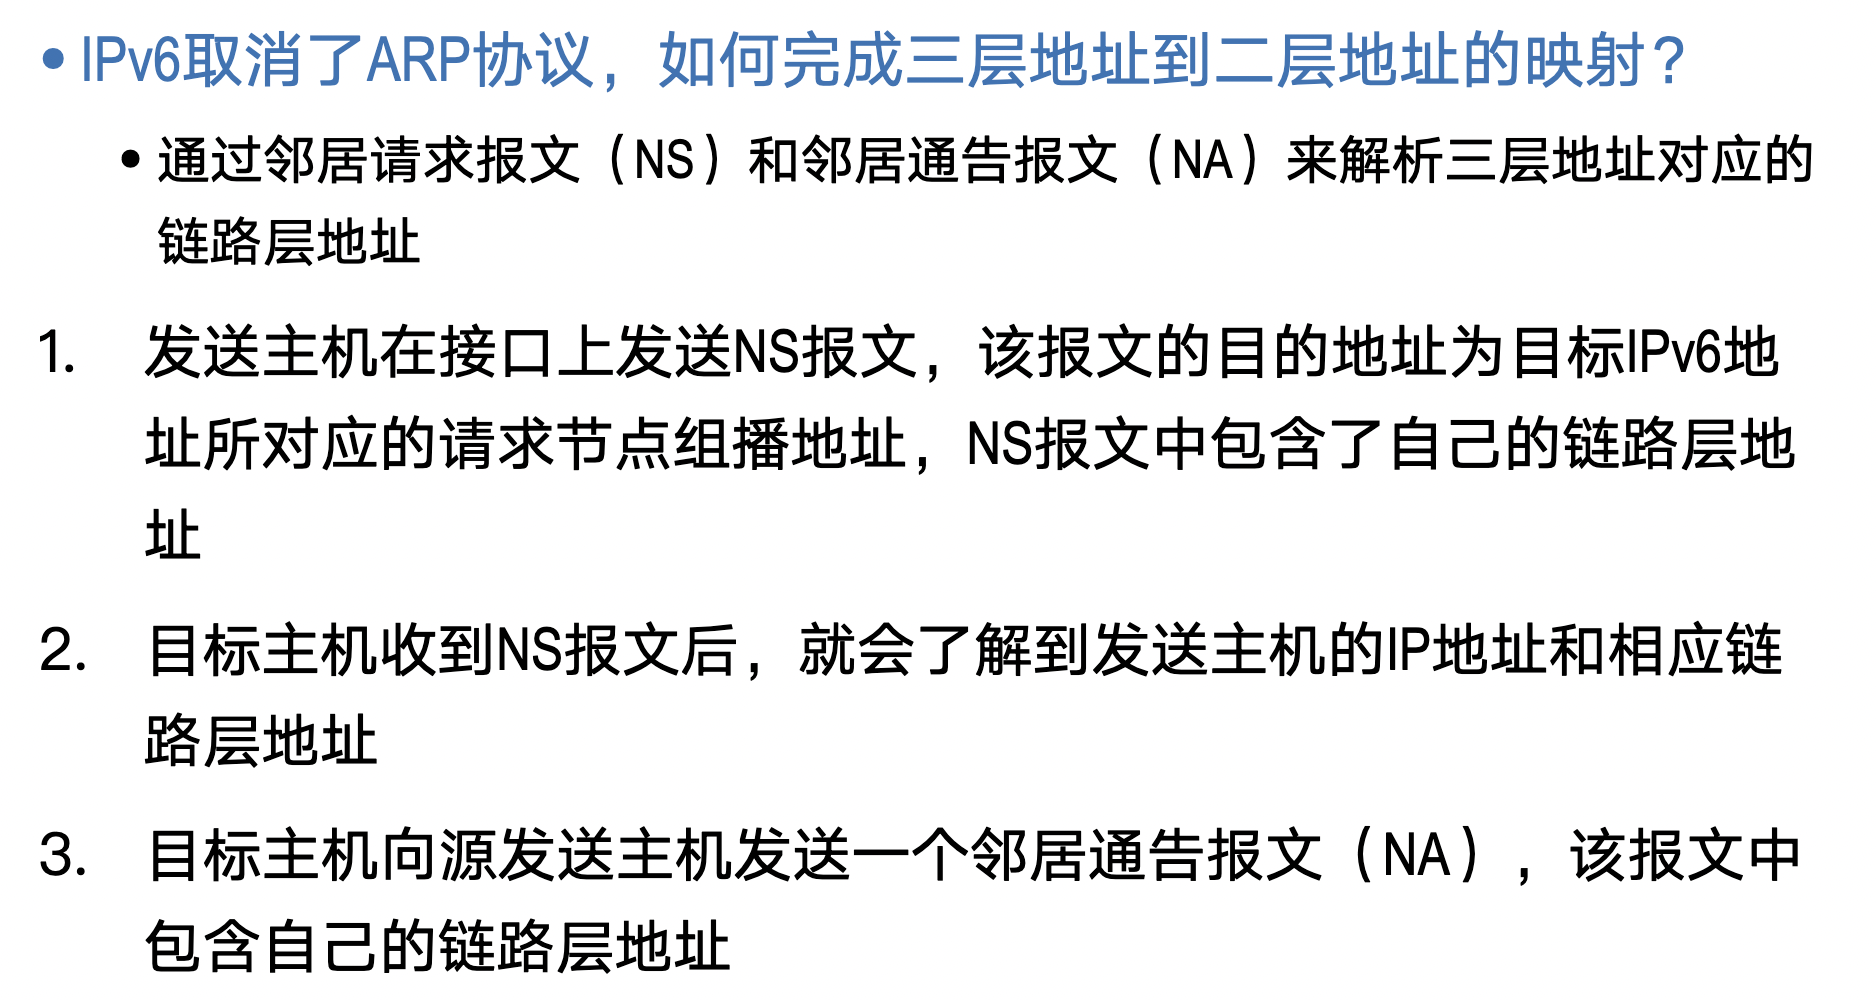 • IPv6取消了ARP协议，如何完成三层地址到二层地址的映射？
• 通过邻居请求报文（NS）和邻居通告报文（NA）来解析三层地址对应的
链路层地址
1. 发送主机在接口上发送NS报文，该报文的目的地址为目标IPv6地
址所对应的请求节点组播地址，NS报文中包含了自己的链路层地
址
2. 目标主机收到NS报文后，就会了解到发送主机的IP地址和相应链
路层地址
3. 目标主机向源发送主机发送一个邻居通告报文（NA），该报文中
包含自己的链路层地址